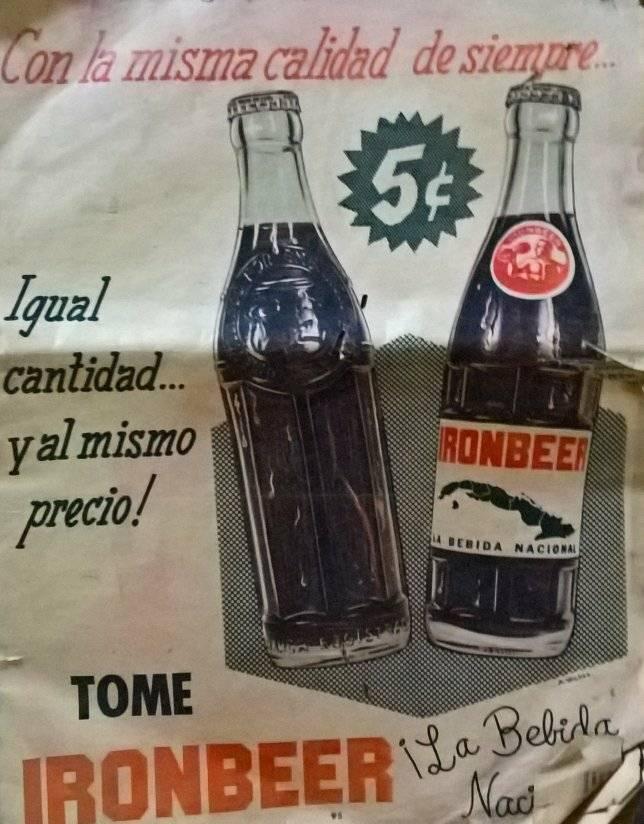 Con la misma calidad de siempre...
5¢
Igual
cantidad...
y al mismo
precio!
IRONBEER
LA BEBIDA NACIONAL
TOME
IRONBEER
¡La Bebida
Naci
95